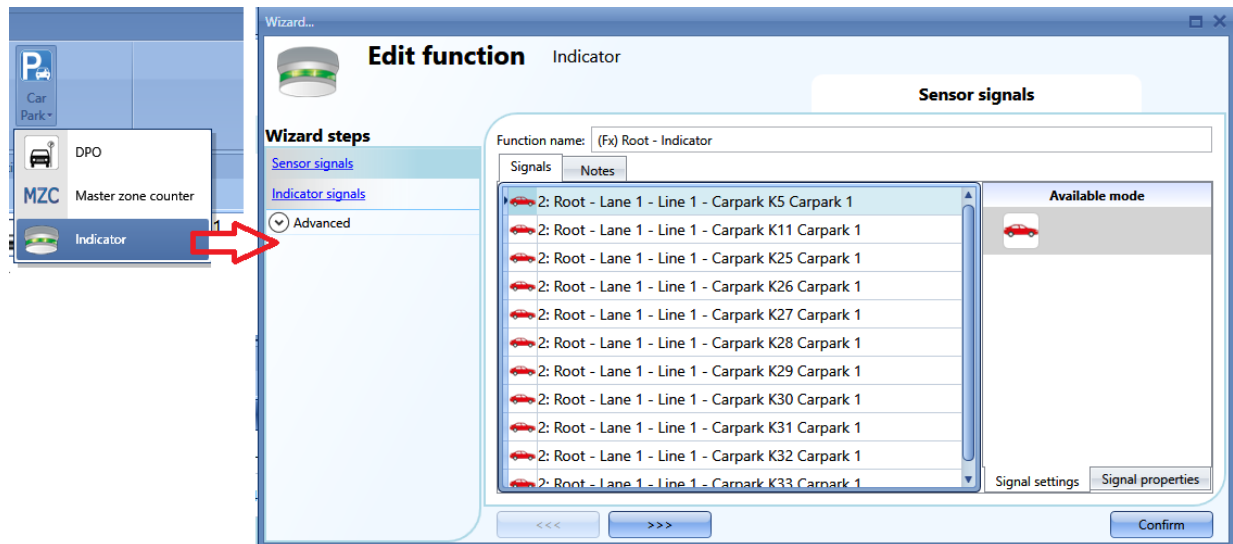 Wizard...
Edit function Indicator
Sensor signals
P
Car
Park
DPO
MZC Master zone counter
Indicator
1
Wizard steps
Sensor signals
Indicator signals
Advanced
Function name: (Fx) Root - Indicator
Signals Notes
2: Root - Lane 1 - Line 1 - Carpark K5 Carpark 1
2: Root - Lane 1 - Line 1 - Carpark K11 Carpark 1
2: Root - Lane 1 - Line 1 - Carpark K25 Carpark 1
2: Root - Lane 1 - Line 1 - Carpark K26 Carpark 1
2: Root - Lane 1 - Line 1 - Carpark K27 Carpark 1
2: Root - Lane 1 - Line 1 - Carpark K28 Carpark 1
2: Root - Lane 1 - Line 1 - Carpark K29 Carpark 1
2: Root - Lane 1 - Line 1 - Carpark K30 Carpark 1
2: Root - Lane 1 - Line 1 - Carpark K31 Carpark 1
2: Root - Lane 1 - Line 1 - Carpark K32 Carpark 1
2: Root - Lane 1 - Line 1 - Carpark K33 Carpark 1
Available mode
Signal settings Signal properties
<<< >>> Confirm